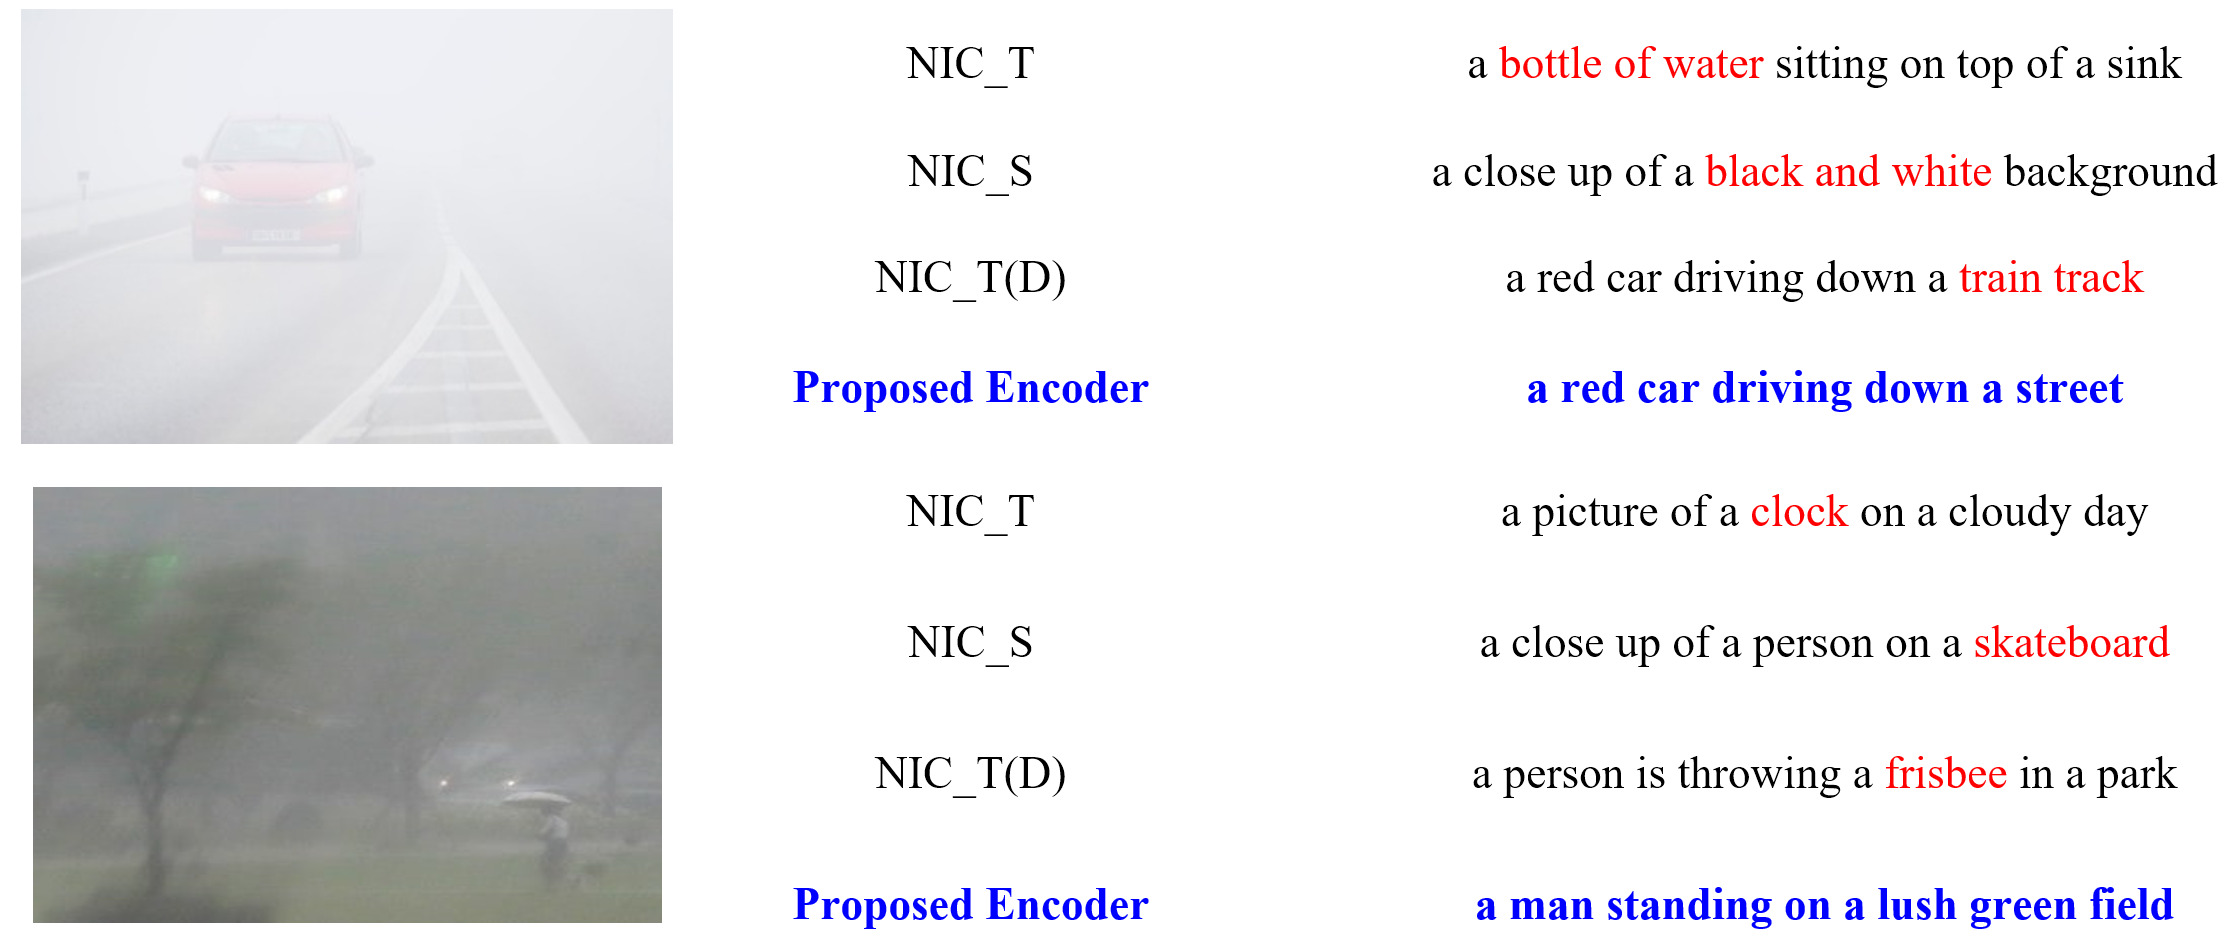 NIC_T
a bottle of water sitting on top of a sink
NIC_S
a close up of a black and white background
NIC_T(D)
a red car driving down a train track
Proposed Encoder
a red car driving down a street
NIC_T
a picture of a clock on a cloudy day
NIC_S
a close up of a person on a skateboard
NIC_T(D)
a person is throwing a frisbee in a park
Proposed Encoder
a man standing on a lush green field